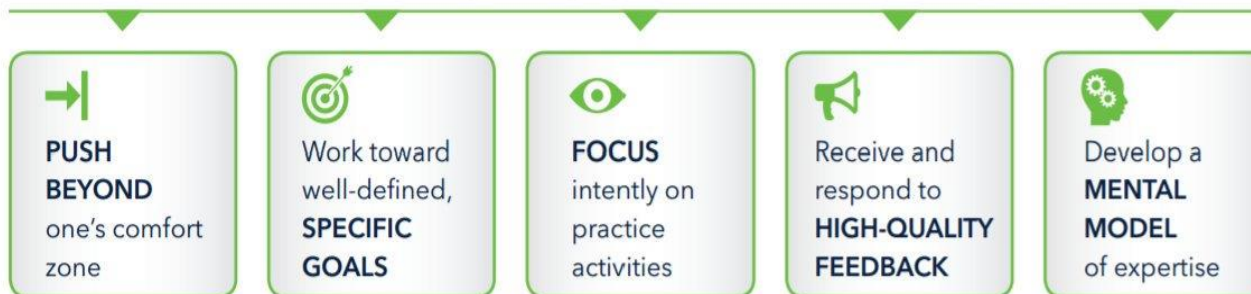 PUSH
BEYOND
one’s comfort
zone
Work toward
well-defined,
SPECIFIC
GOALS
FOCUS
intently on
practice
activities
Receive and
respond to
HIGH-QUALITY
FEEDBACK
Develop a
MENTAL
MODEL
of expertise